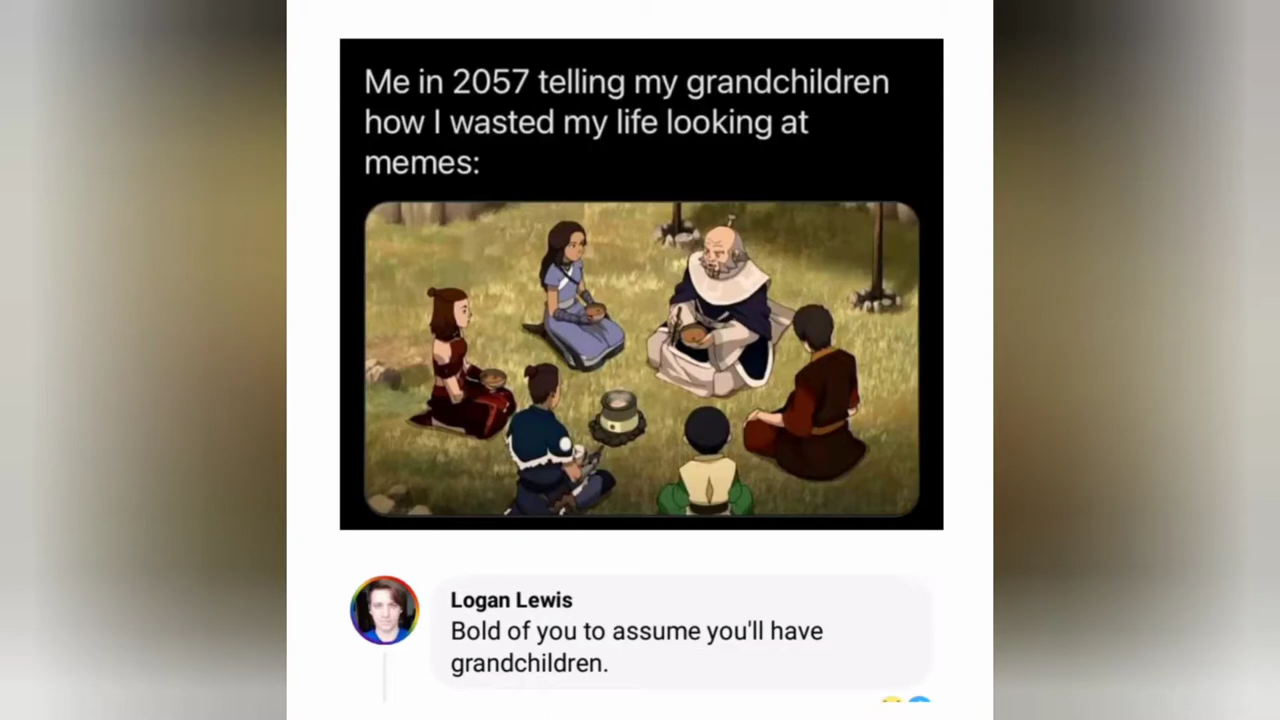 Me in 2057 telling my grandchildren
how I wasted my life looking at
memes:
Logan Lewis
Bold of you to assume you'll have
grandchildren.